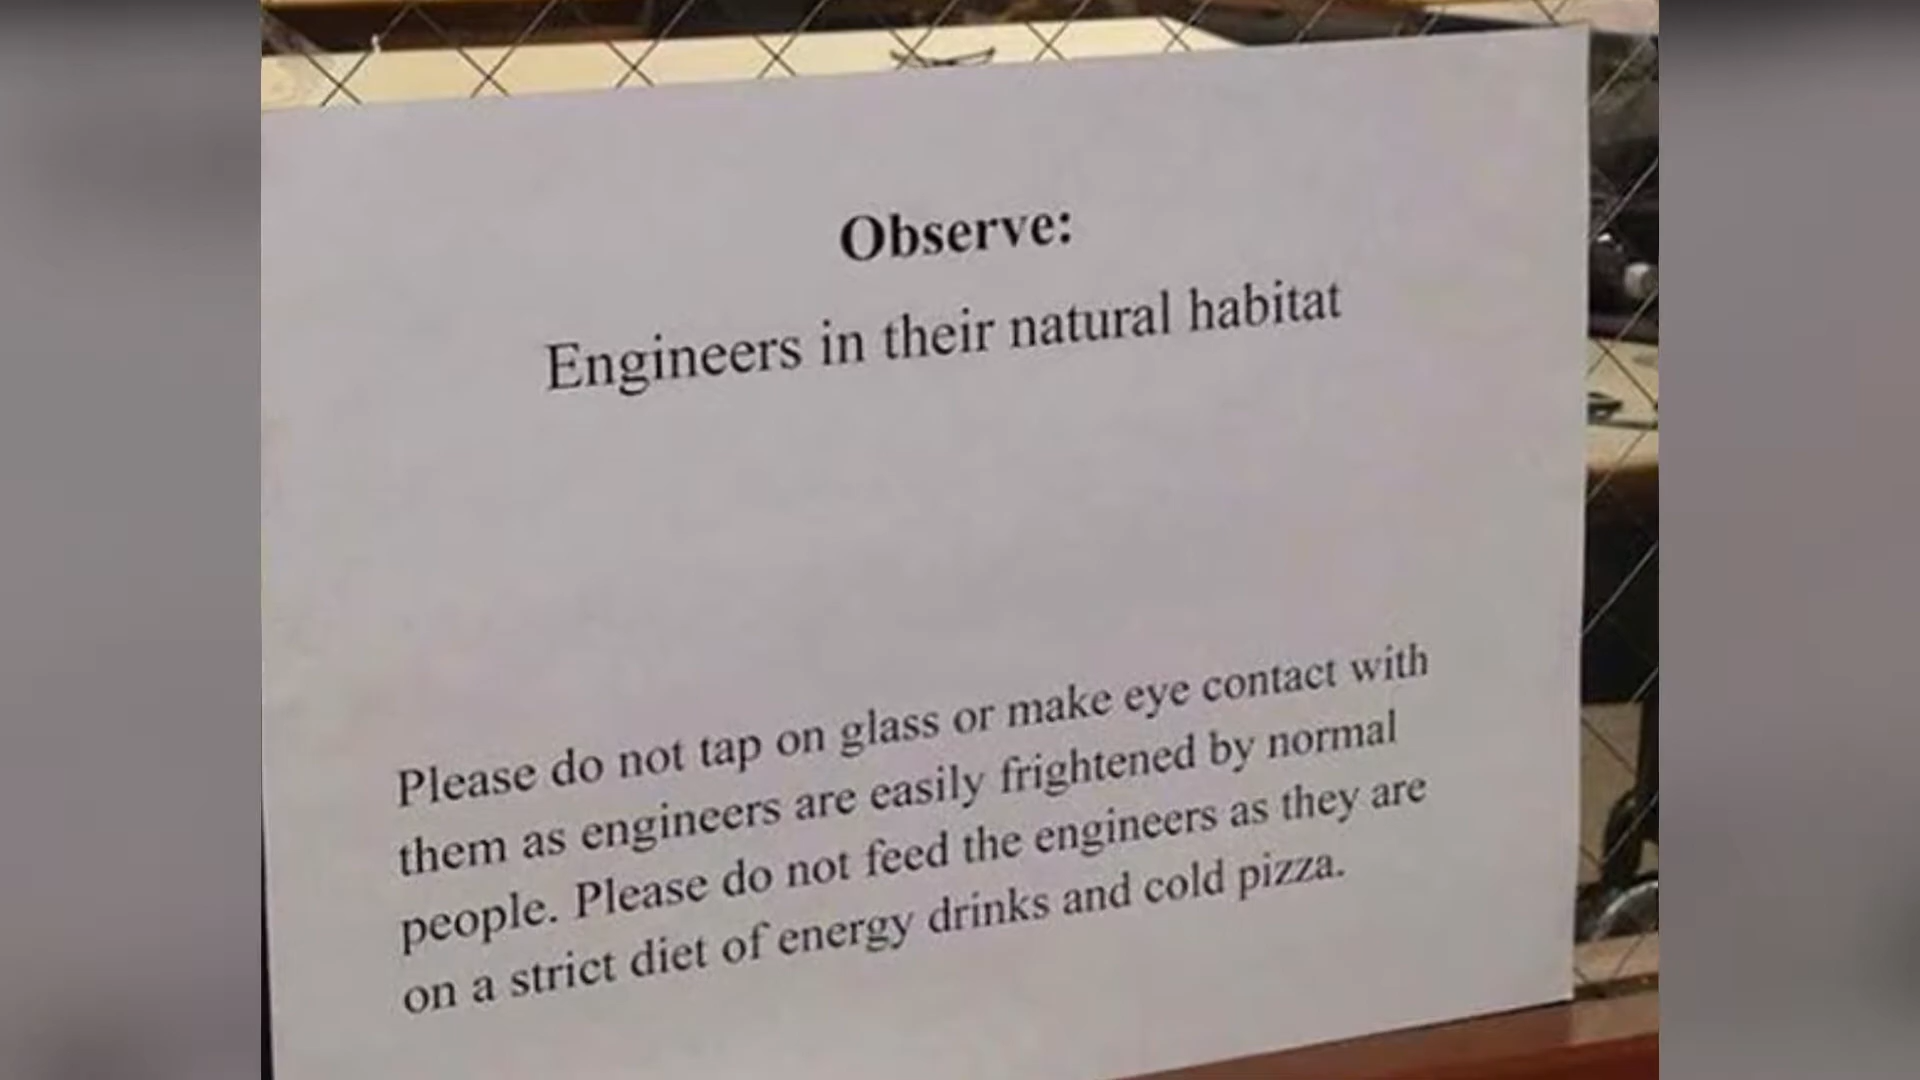 Observe:
Engineers in their natural habitat
Please do not tap on glass or make eye contact with
them as engineers are easily frightened by normal
people. Please do not feed the engineers as they are
on a strict diet of energy drinks and cold pizza.